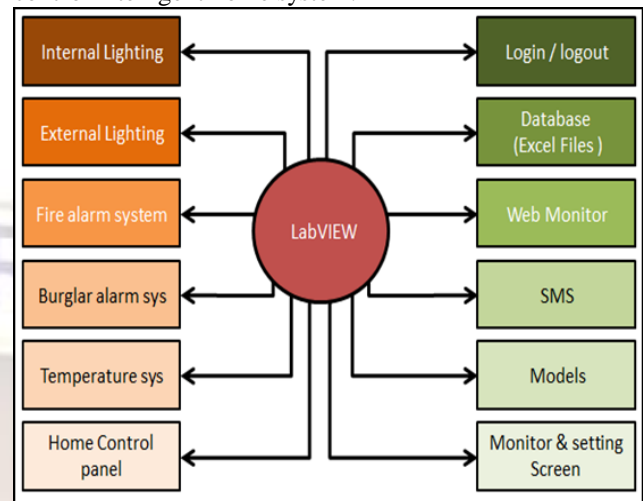 Internal Lighting
External Lighting
Fire alarm system
Burglar alarm sys
Temperature sys
Home Control
panel
LabVIEW
Login / logout
Database
(Excel Files )
Web Monitor
SMS
Models
Monitor & setting
Screen